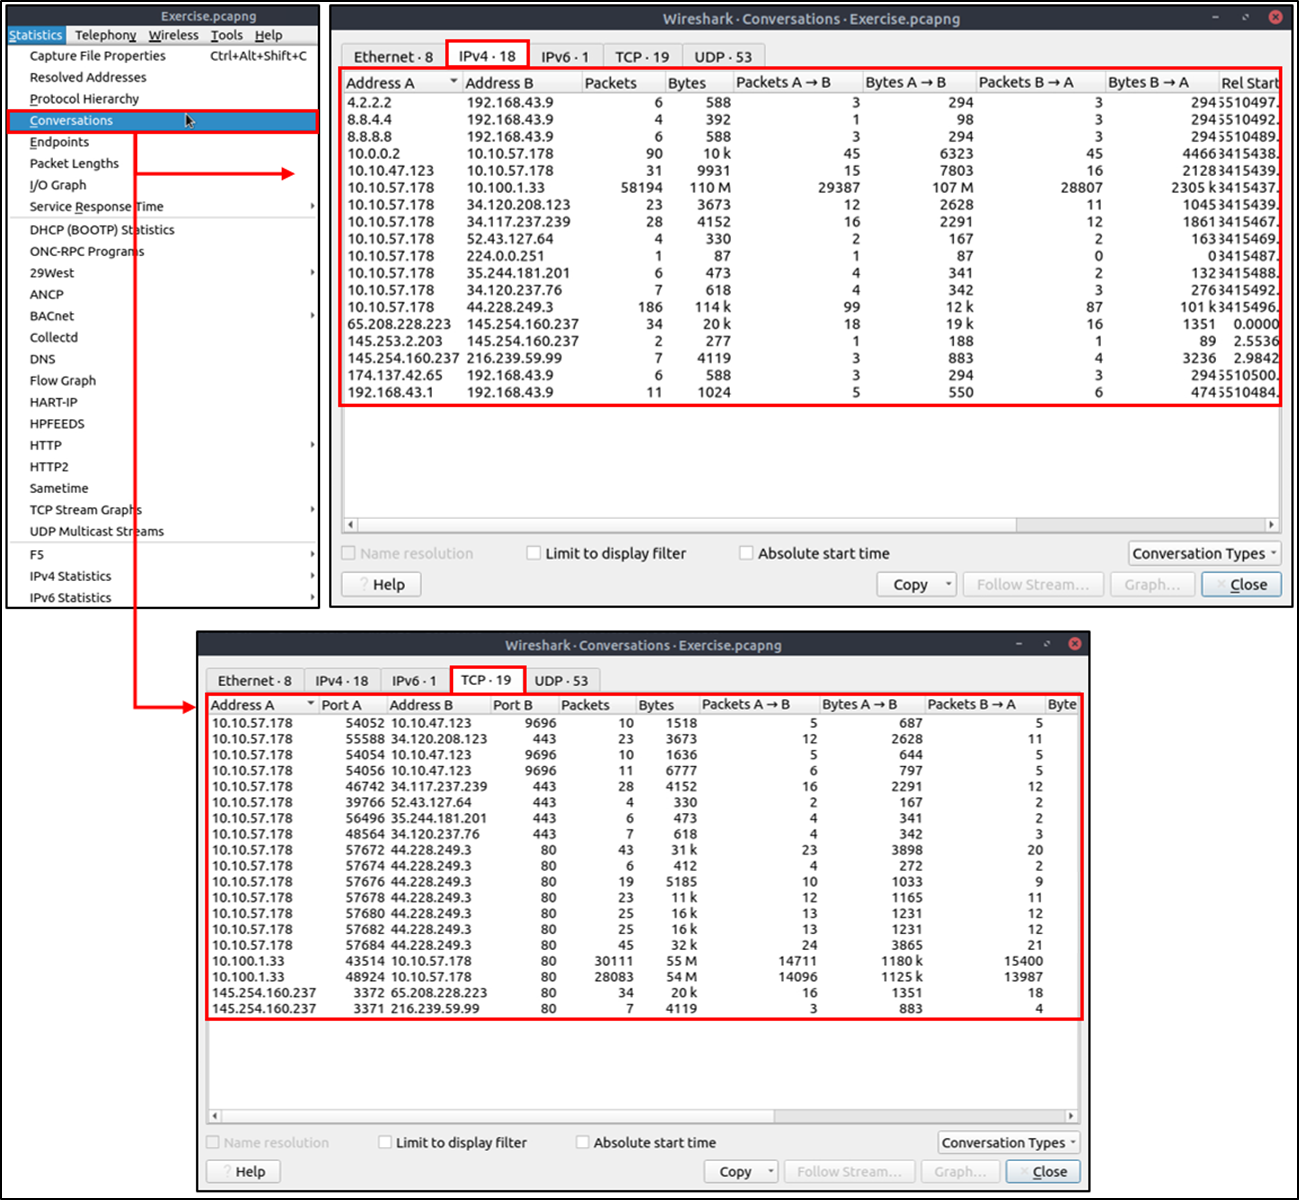 Exercise.pcapng
Statistics Telephony Wireless Tools Help
Capture File Properties Ctrl+Alt+Shift+C
Resolved Addresses
Protocol Hierarchy
Conversations
Endpoints
Packet Lengths
I/O Graph
Service Response Time
DHCP (BOOTP) Statistics
ONC-RPC Programs
29West
ANCP
BACnet
Collectd
DNS
Flow Graph
HART-IP
HPFEEDS
HTTP
HTTP2
Sametime
TCP Stream Graphs
UDP Multicast Streams
F5
IPv4 Statistics
IPv6 Statistics
Wireshark · Conversations · Exercise.pcapng
Ethernet · 8 IPv4 · 18 IPv6 · 1 TCP · 19 UDP · 53
Address A Address B Packets Bytes Packets A → B Bytes A → B Packets B → A Bytes B → A Rel Start
4.2.2.2 192.168.43.9 6 588 3 294 3 294 5510497.
8.8.4.4 192.168.43.9 4 392 1 98 3 294 5510492.
8.8.8.8 192.168.43.9 6 588 3 294 3 294 5510489.
10.0.0.2 10.10.57.178 90 10 k 45 6323 45 4466 3415438.
10.10.47.123 10.10.57.178 31 9931 15 7803 16 2128 3415439.
10.10.57.178 10.100.1.33 58194 110 M 29387 107 M 28807 2305 k 3415437.
10.10.57.178 34.120.208.123 23 3673 12 2628 11 1045 3415439.
10.10.57.178 34.117.237.239 28 4152 16 2291 12 1861 3415467.
10.10.57.178 52.43.127.64 4 330 2 167 2 163 3415469.
10.10.57.178 224.0.0.251 1 87 1 87 0 0 3415487.
10.10.57.178 35.244.181.201 6 473 4 341 2 132 3415488.
10.10.57.178 34.120.237.76 7 618 4 342 3 276 3415492.
10.10.57.178 44.228.249.3 186 114 k 99 12 k 87 101 k 3415496.
65.208.228.223 145.254.160.237 34 20 k 18 19 k 16 1351 0.0000
145.253.2.203 145.254.160.237 2 277 1 188 1 89 2.5536
145.254.160.237 216.239.59.99 7 4119 3 883 4 3236 2.9842
174.137.42.65 192.168.43.9 6 588 3 294 3 294 5510500.
192.168.43.1 192.168.43.9 11 1024 5 550 6 474 5510484.
Name resolution Limit to display filter Absolute start time Conversation Types
? Help Copy Follow Stream... Graph... × Close
Wireshark · Conversations · Exercise.pcapng
Ethernet · 8 IPv4 · 18 IPv6 · 1 TCP · 19 UDP · 53
Address A Port A Address B Port B Packets Bytes Packets A → B Bytes A → B Packets B → A Byte
10.10.57.178 54052 10.10.47.123 9696 10 1518 5 687 5
10.10.57.178 55588 34.120.208.123 443 23 3673 12 2628 11
10.10.57.178 54054 10.10.47.123 9696 10 1636 5 644 5
10.10.57.178 54056 10.10.47.123 9696 11 6777 6 797 5
10.10.57.178 46742 34.117.237.239 443 28 4152 16 2291 12
10.10.57.178 39766 52.43.127.64 443 4 330 2 167 2
10.10.57.178 56496 35.244.181.201 443 6 473 4 341 2
10.10.57.178 48564 34.120.237.76 443 7 618 4 342 3
10.10.57.178 57672 44.228.249.3 80 43 31 k 23 3898 20
10.10.57.178 57674 44.228.249.3 80 6 412 4 272 2
10.10.57.178 57676 44.228.249.3 80 19 5185 10 1033 9
10.10.57.178 57678 44.228.249.3 80 23 11 k 12 1165 11
10.10.57.178 57680 44.228.249.3 80 25 16 k 13 1231 12
10.10.57.178 57682 44.228.249.3 80 25 16 k 13 1231 12
10.10.57.178 57684 44.228.249.3 80 45 32 k 24 3865 21
10.100.1.33 43514 10.10.57.178 80 30111 55 M 14711 1180 k 15400
10.100.1.33 48924 10.10.57.178 80 28083 54 M 14096 1125 k 13987
145.254.160.237 3372 65.208.228.223 80 34 20 k 16 1351 18
145.254.160.237 3371 216.239.59.99 80 7 4119 3 883 4
Name resolution Limit to display filter Absolute start time Conversation Types
? Help Copy Follow Stream... Graph... × Close